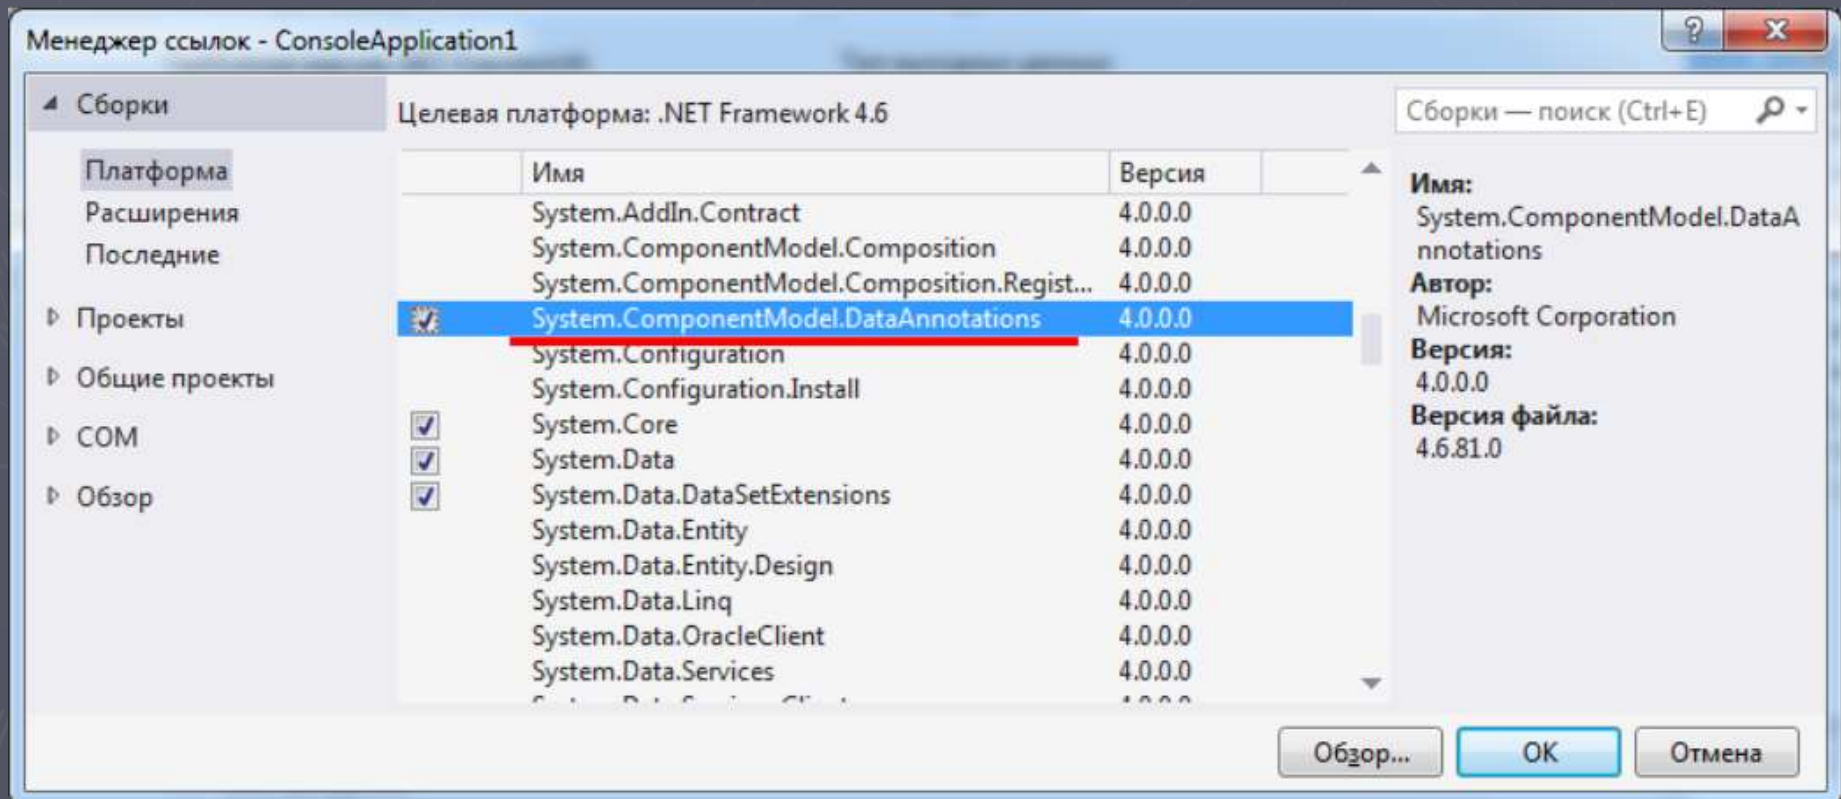 Менеджер ссылок - ConsoleApplication1
Сборки
Платформа
Расширения
Последние
Проекты
Общие проекты
COM
Обзор
Целевая платформа: .NET Framework 4.6
Имя Версия
System.AddIn.Contract 4.0.0.0
System.ComponentModel.Composition 4.0.0.0
System.ComponentModel.Composition.Regist... 4.0.0.0
System.ComponentModel.DataAnnotations 4.0.0.0
System.Configuration 4.0.0.0
System.Configuration.Install 4.0.0.0
System.Core 4.0.0.0
System.Data 4.0.0.0
System.Data.DataSetExtensions 4.0.0.0
System.Data.Entity 4.0.0.0
System.Data.Entity.Design 4.0.0.0
System.Data.Linq 4.0.0.0
System.Data.OracleClient 4.0.0.0
System.Data.Services 4.0.0.0
Сборки — поиск (Ctrl+E)
Имя:
System.ComponentModel.DataA
nnotations
Автор:
Microsoft Corporation
Версия:
4.0.0.0
Версия файла:
4.6.81.0
Обзор... ОК Отмена